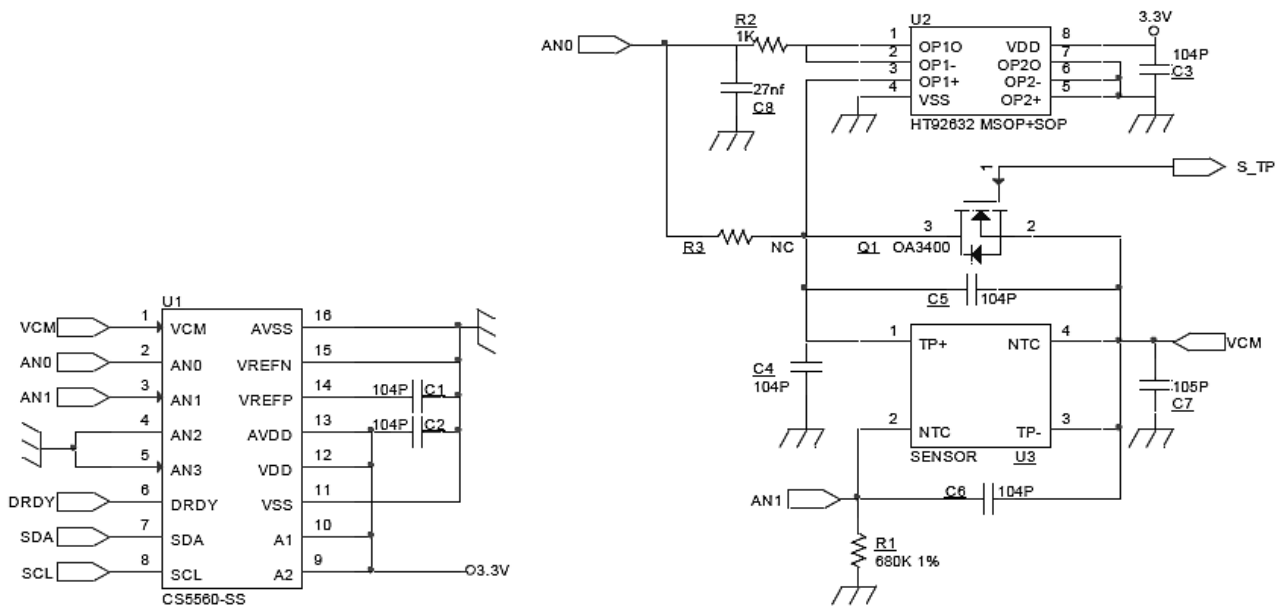 U1
VCM
1
VCM
AVSS
16
AN0
2
AN0
VREFN
15
AN1
3
AN1
VREFP
14
104P
C1
4
AN2
AVDD
13
104P
C2
5
AN3
VDD
12
DRDY
6
DRDY
VSS
11
SDA
7
SDA
A1
10
SCL
8
SCL
A2
9
3.3V
CS5560-SS
AN0
R2
1K
27nf
C8
U2
1
OP1O
VDD
8
2
OP1-
OP2O
7
3
OP1+
OP2-
6
4
VSS
OP2+
5
HT92632 MSOP+SOP
3.3V
104P
C3
1
S_TP
R3
NC
3
Q1
OA3400
2
C5
104P
1
TP+
NTC
4
VCM
C4
104P
105P
C7
2
NTC
TP-
3
SENSOR
U3
AN1
C6
104P
R1
680K 1%